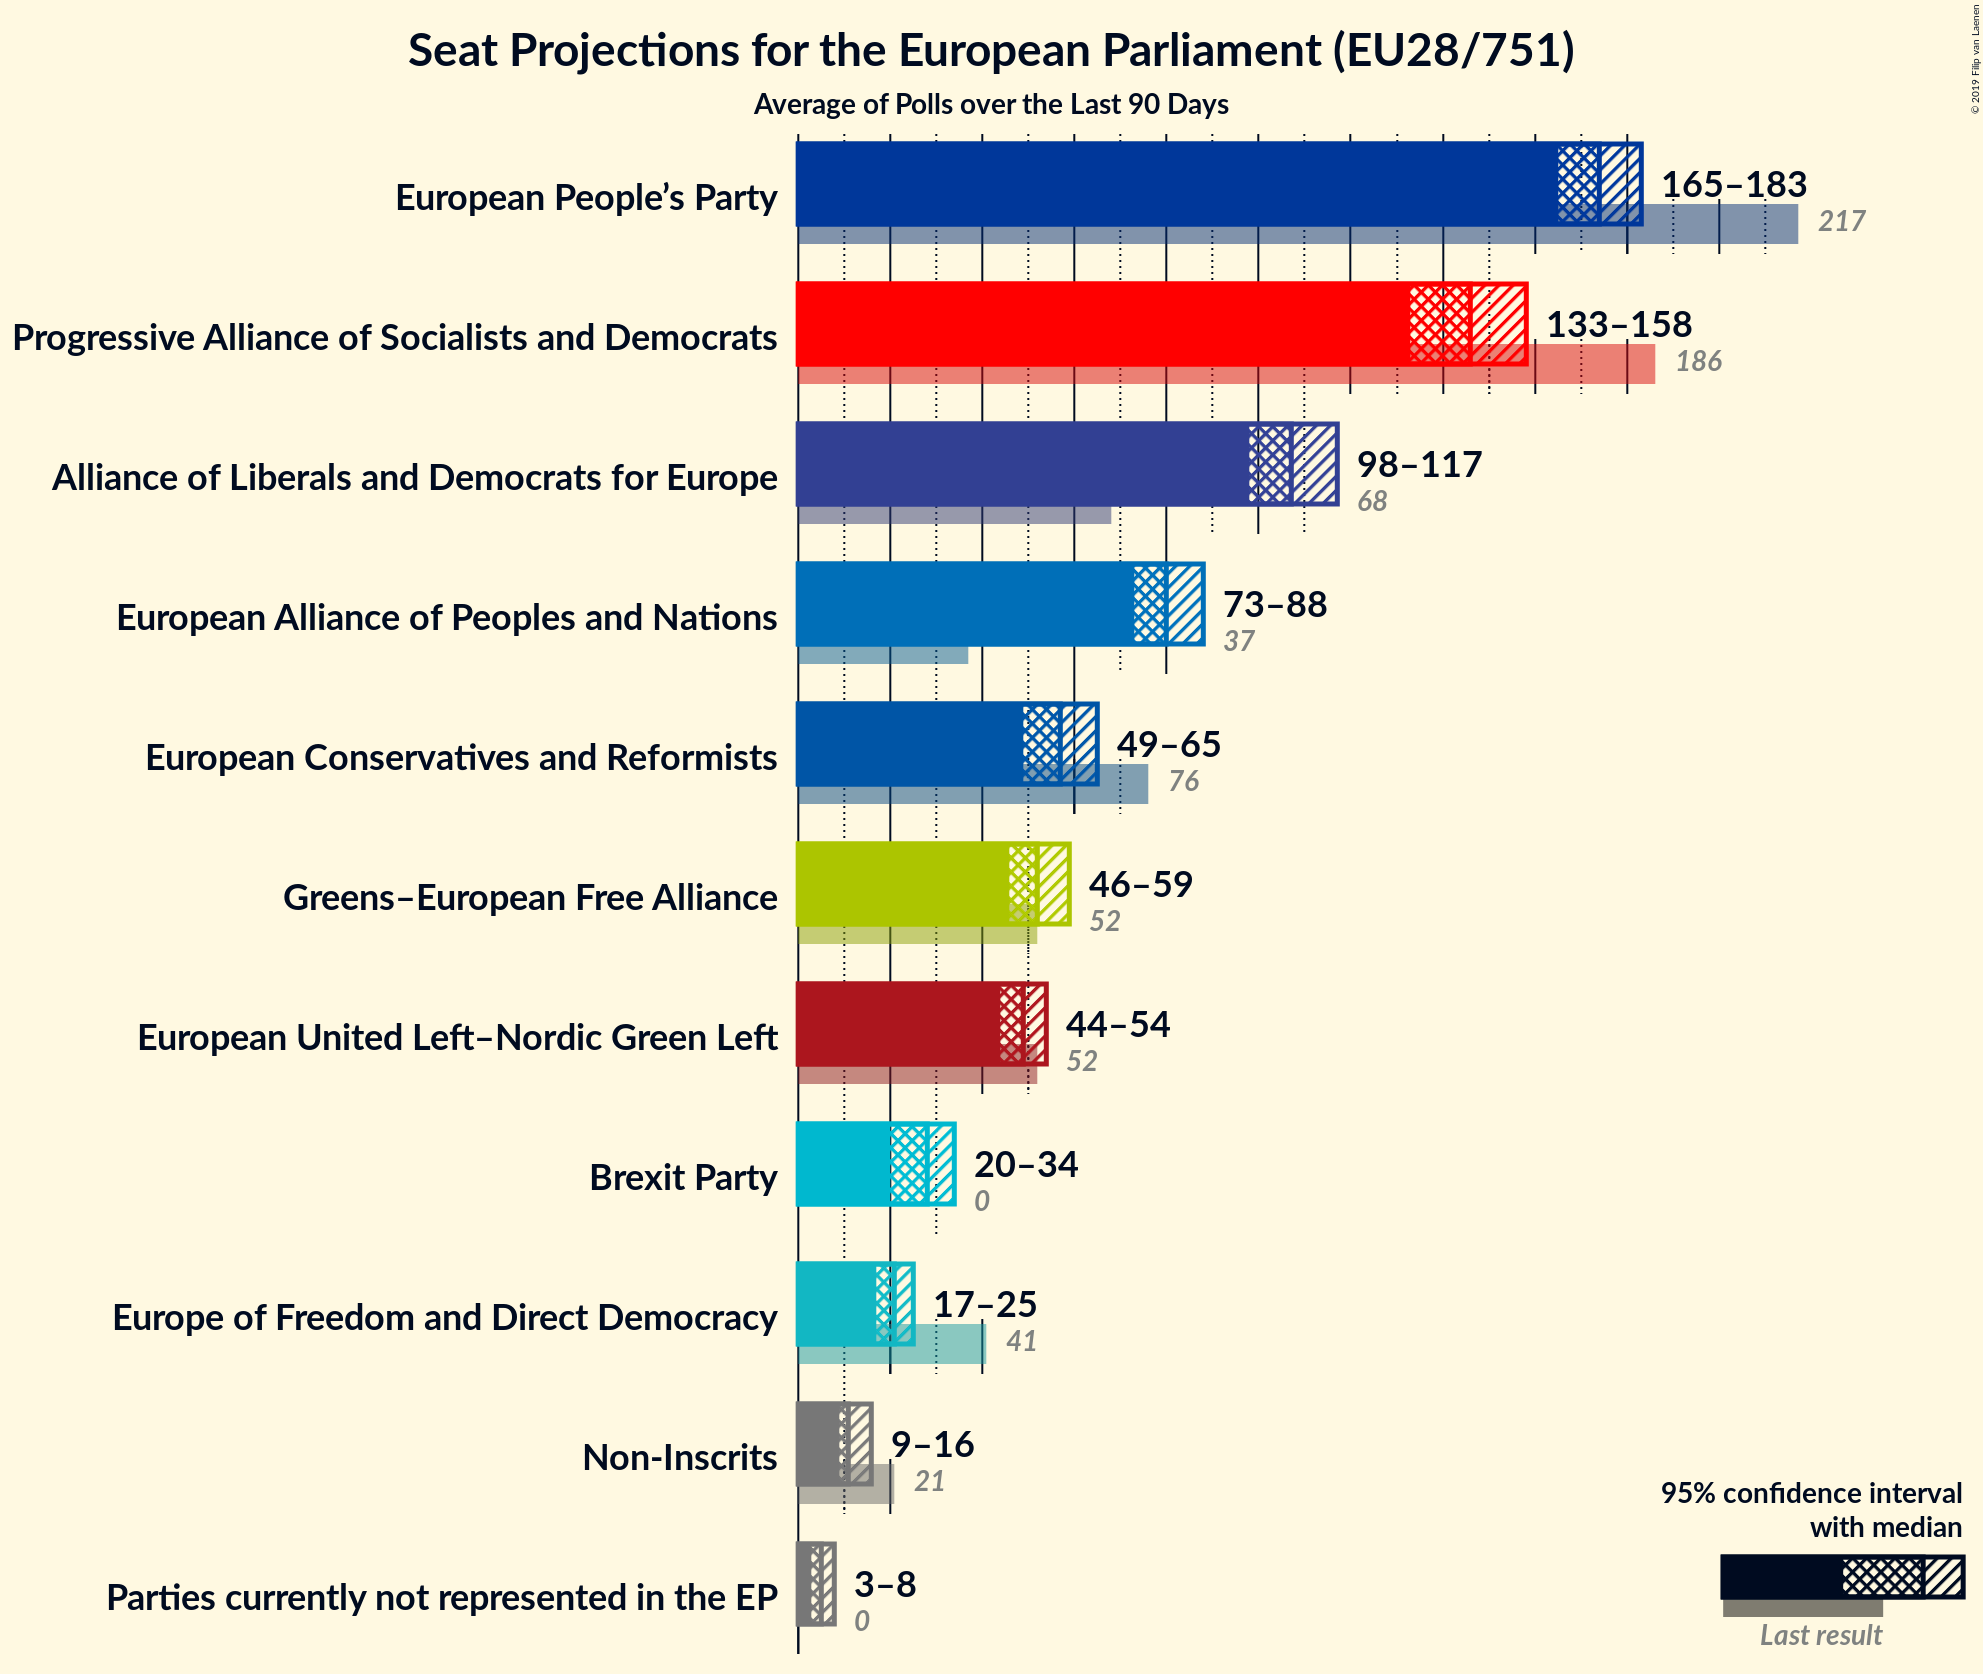 Seat Projections for the European Parliament (EU28/751)
Average of Polls over the Last 90 Days
© 2019 Filip van Laenen
European People’s Party
165–183
217
Progressive Alliance of Socialists and Democrats
133–158
186
Alliance of Liberals and Democrats for Europe
98–117
68
European Alliance of Peoples and Nations
73–88
37
European Conservatives and Reformists
49–65
76
Greens–European Free Alliance
46–59
52
European United Left–Nordic Green Left
44–54
52
Brexit Party
20–34
0
Europe of Freedom and Direct Democracy
17–25
41
Non-Inscrits
9–16
21
Parties currently not represented in the EP
3–8
0
95% confidence interval
with median
Last result